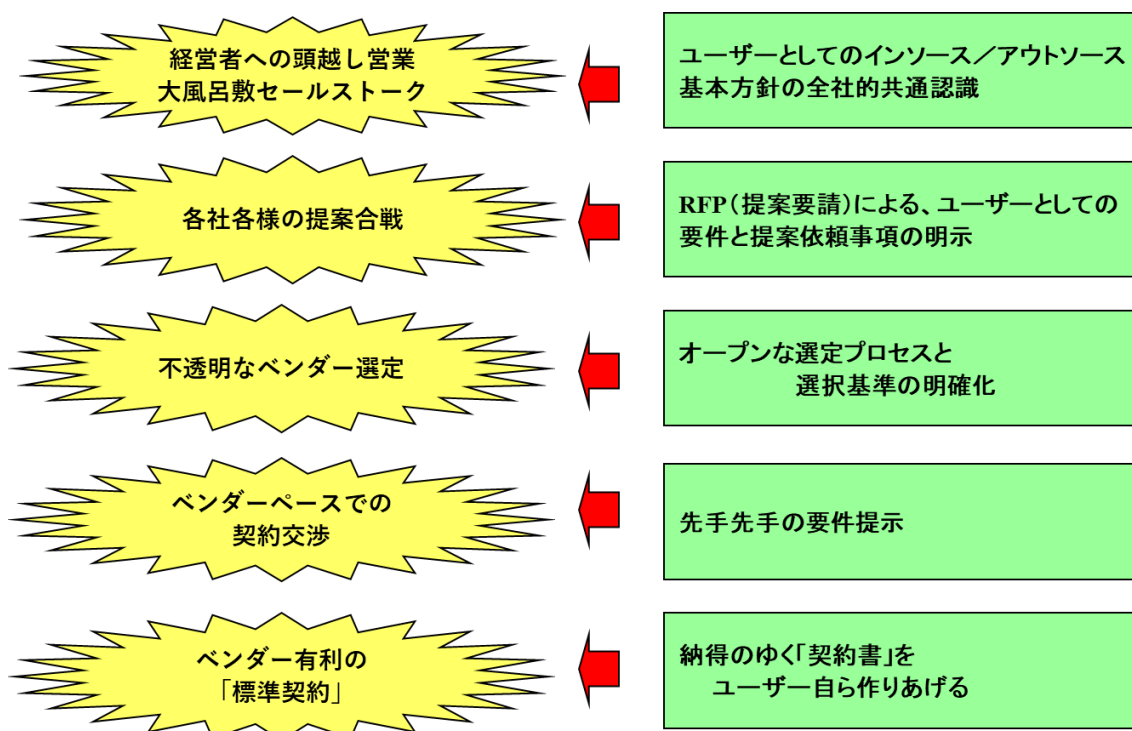 経営者への頭越し営業
大風呂敷セールストーク
ユーザーとしてのインソース／アウトソース
基本方針の全社的共通認識
各社各様の提案合戦
RFP（提案要請）による、ユーザーとしての
要件と提案依頼事項の明示
不透明なベンダー選定
オープンな選定プロセスと
選択基準の明確化
ベンダーペースでの
契約交渉
先手先手の要件提示
ベンダー有利の
「標準契約」
納得のゆく「契約書」を
ユーザー自ら作りあげる